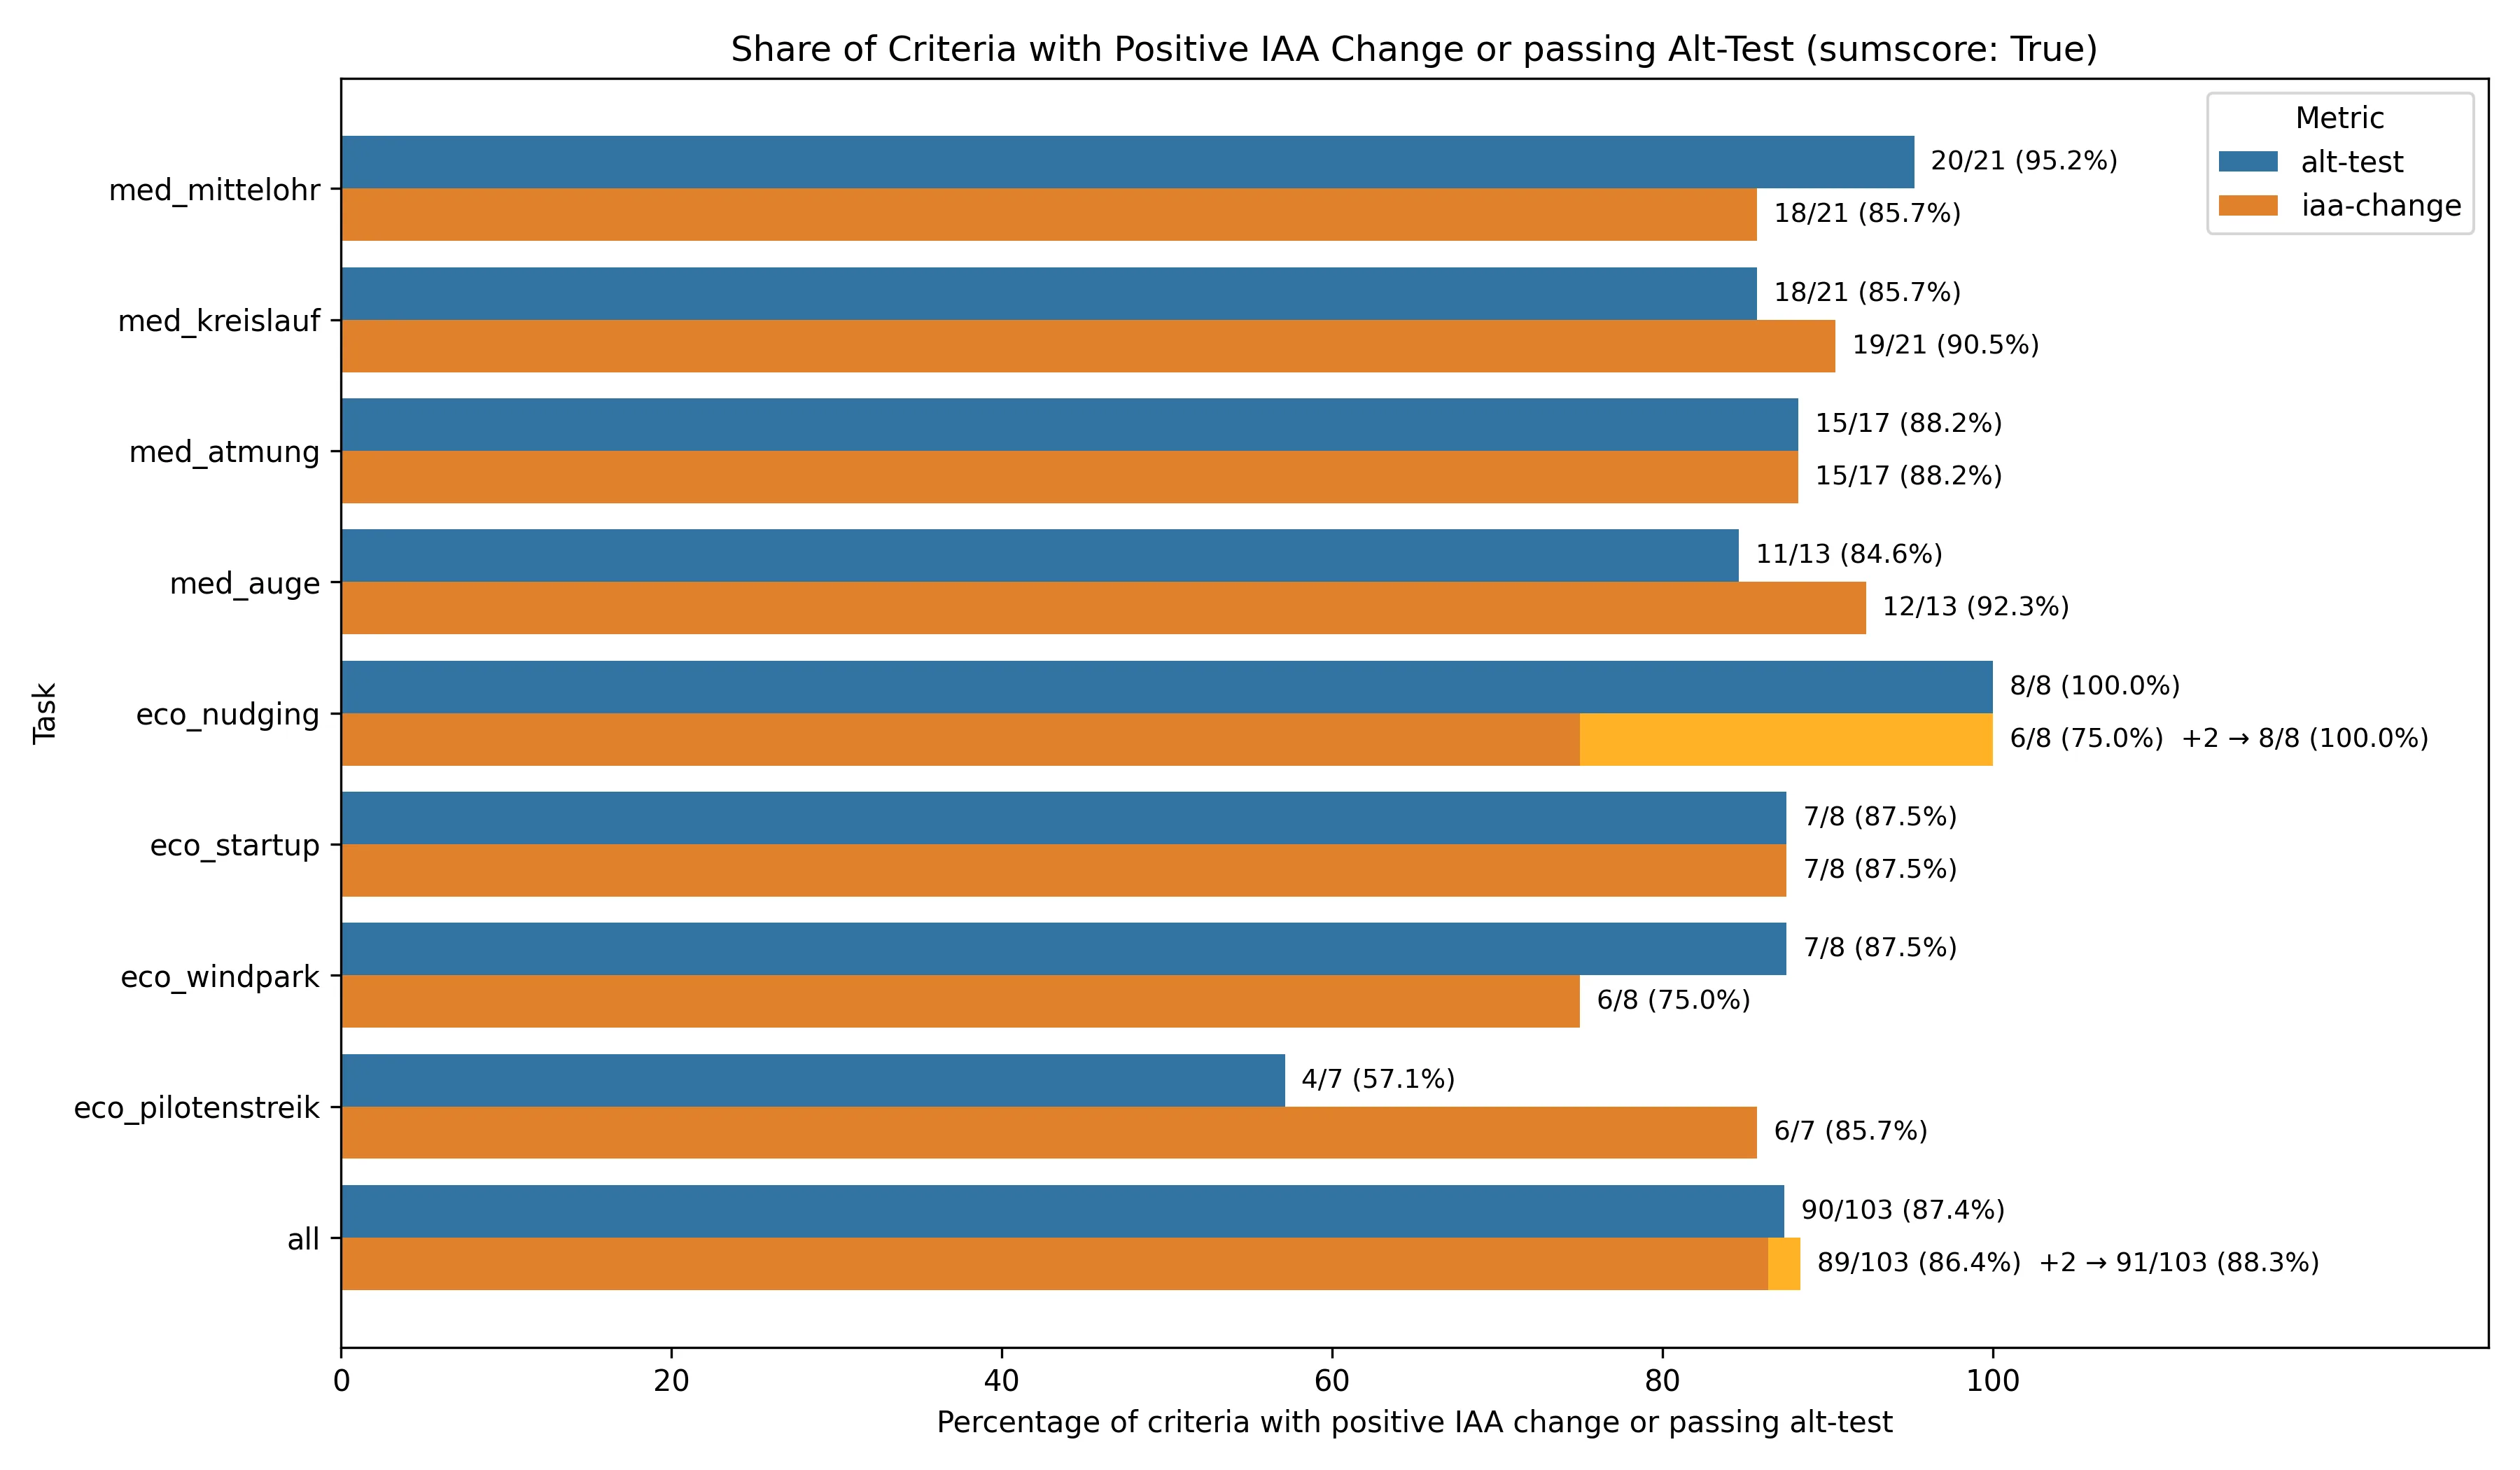 Share of Criteria with Positive IAA Change or passing Alt-Test (sumscore: True)
Metric
alt-test
iaa-change
med_mittelohr
20/21 (95.2%)
18/21 (85.7%)
med_kreislauf
18/21 (85.7%)
19/21 (90.5%)
med_atmung
15/17 (88.2%)
15/17 (88.2%)
med_auge
11/13 (84.6%)
12/13 (92.3%)
eco_nudging
8/8 (100.0%)
6/8 (75.0%)  +2 → 8/8 (100.0%)
eco_startup
7/8 (87.5%)
7/8 (87.5%)
eco_windpark
7/8 (87.5%)
6/8 (75.0%)
eco_pilotenstreik
4/7 (57.1%)
6/7 (85.7%)
all
90/103 (87.4%)
89/103 (86.4%)  +2 → 91/103 (88.3%)
Task
0 20 40 60 80 100
Percentage of criteria with positive IAA change or passing alt-test